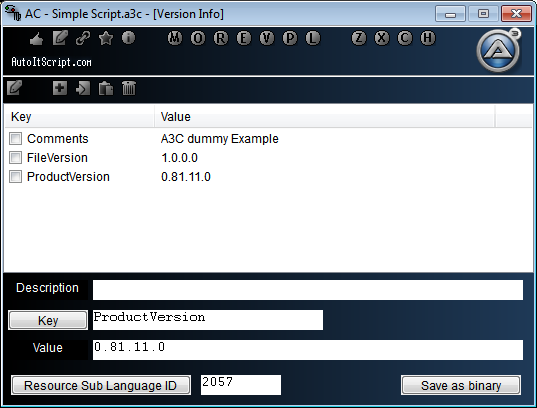 AC - Simple Script.a3c - [Version Info]
M O R E V P L Z X C H
AutoItScript.com
Key Value
Comments A3C dummy Example
FileVersion 1.0.0.0
ProductVersion 0.81.11.0
Description
Key ProductVersion
Value 0.81.11.0
Resource Sub Language ID 2057 Save as binary